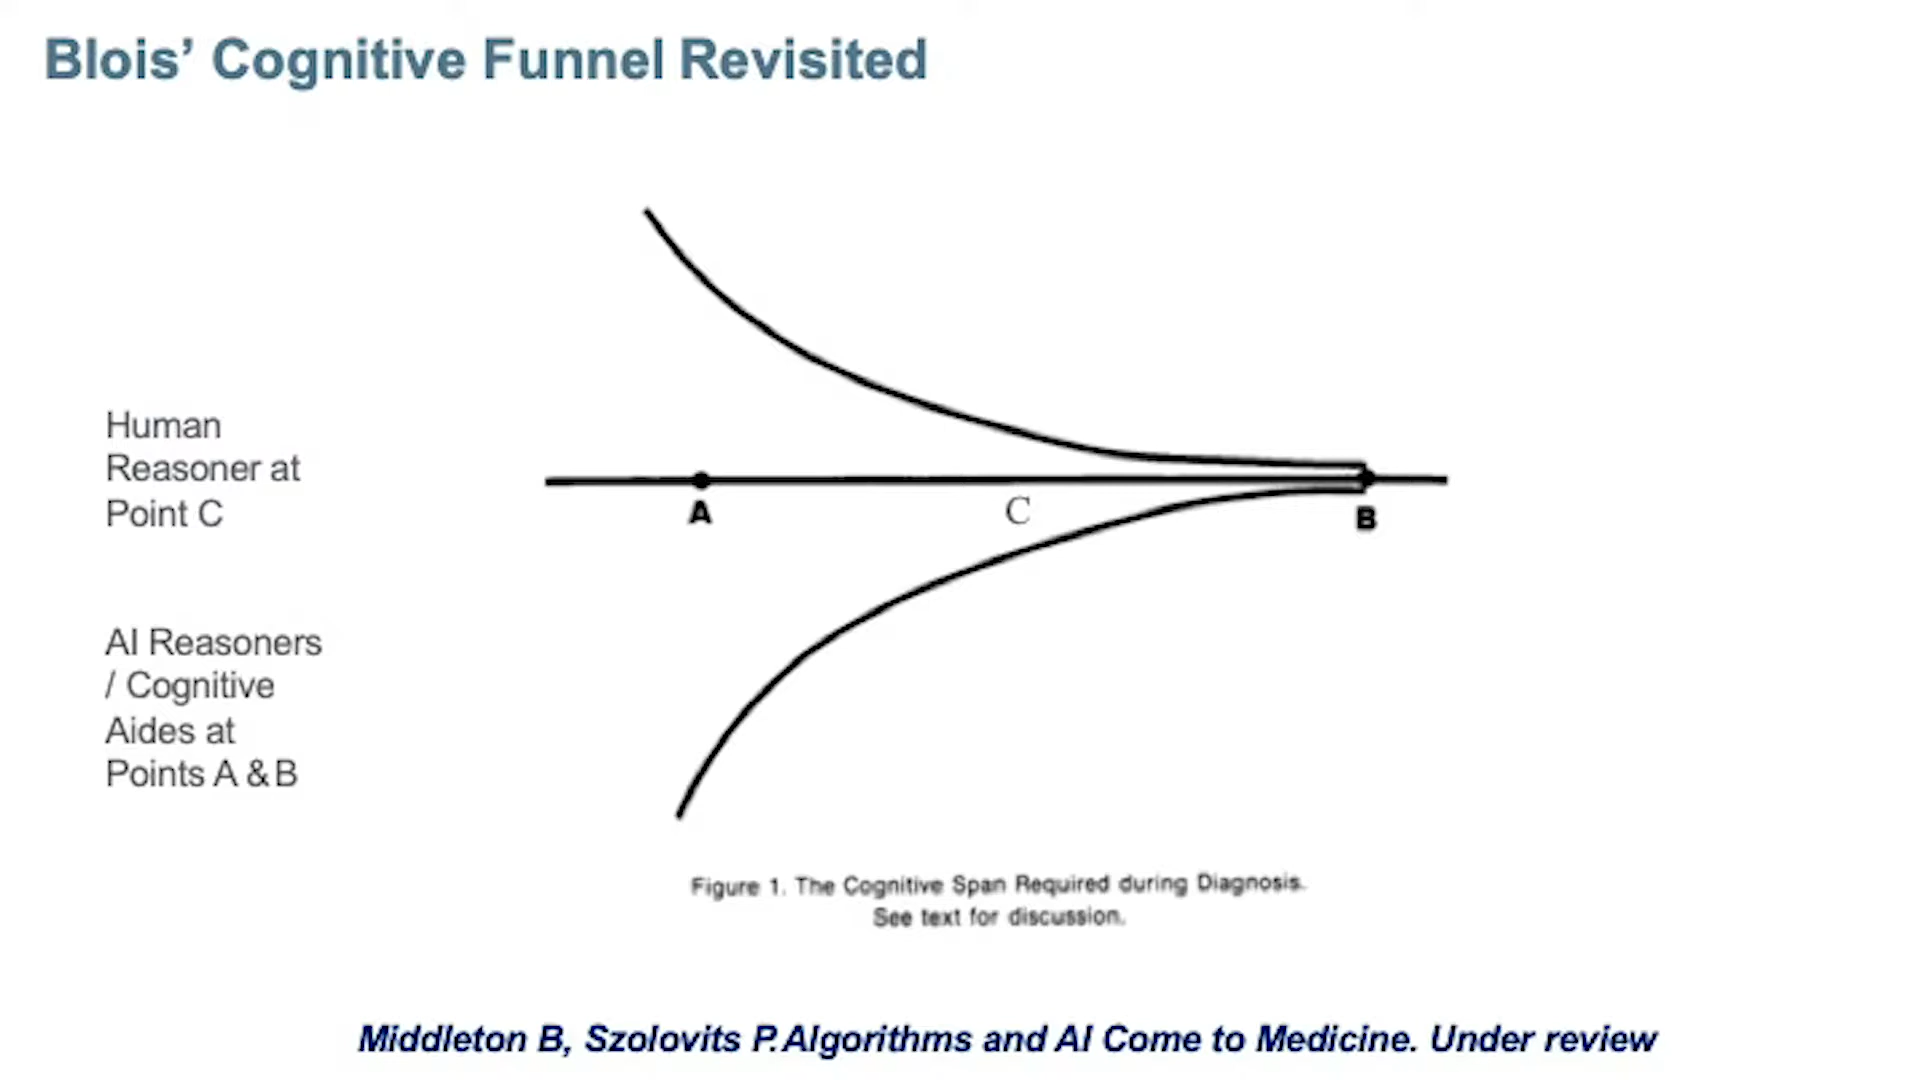 Blois’ Cognitive Funnel Revisited
Human
Reasoner at
Point C
A
C
B
AI Reasoners
/ Cognitive
Aides at
Points A & B
Figure 1. The Cognitive Span Required during Diagnosis.
See text for discussion.
Middleton B, Szolovits P. Algorithms and AI Come to Medicine. Under review